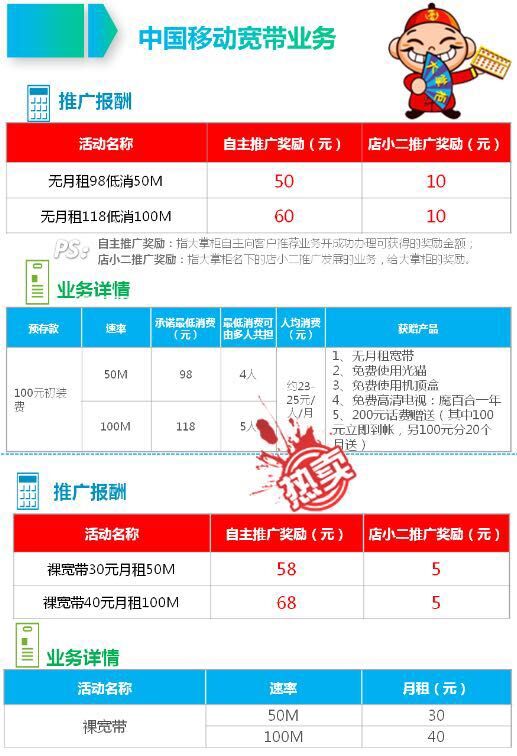 中国移动宽带业务
大掌柜
推广报酬
活动名称 自主推广奖励（元） 店小二推广奖励（元）
无月租98低消50M 50 10
无月租118低消100M 60 10
PS: 自主推广奖励：指大掌柜自主向客户推荐业务并成功办理可获得的奖励金额；
店小二推广奖励：指大掌柜名下的店小二推广发展的业务，给大掌柜的奖励。
业务详情
预存款 速率 承诺最低消费（元） 最低消费可由多人共担 人均消费（元） 获赠产品
100元初装费 50M 98 4人 约23-25元/人/月
100M 118 5人
1、无月租宽带
2、免费使用光猫
3、免费使用机顶盒
4、免费高清电视：魔百合一年
5、200元话费赠送（其中100
元立即到帐，另100元分20个
月送）
热卖
推广报酬
活动名称 自主推广奖励（元） 店小二推广奖励（元）
裸宽带30元月租50M 58 5
裸宽带40元月租100M 68 5
业务详情
活动名称 速率 月租（元）
裸宽带 50M 30
100M 40